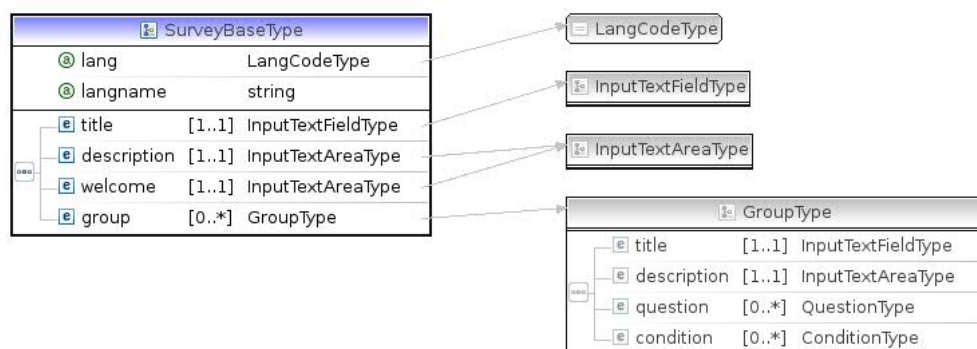 SurveyBaseType
lang LangCodeType
langname string
title [1..1] InputTextFieldType
description [1..1] InputTextAreaType
welcome [1..1] InputTextAreaType
group [0..*] GroupType
LangCodeType
InputTextFieldType
InputTextAreaType
GroupType
title [1..1] InputTextFieldType
description [1..1] InputTextAreaType
question [0..*] QuestionType
condition [0..*] ConditionType